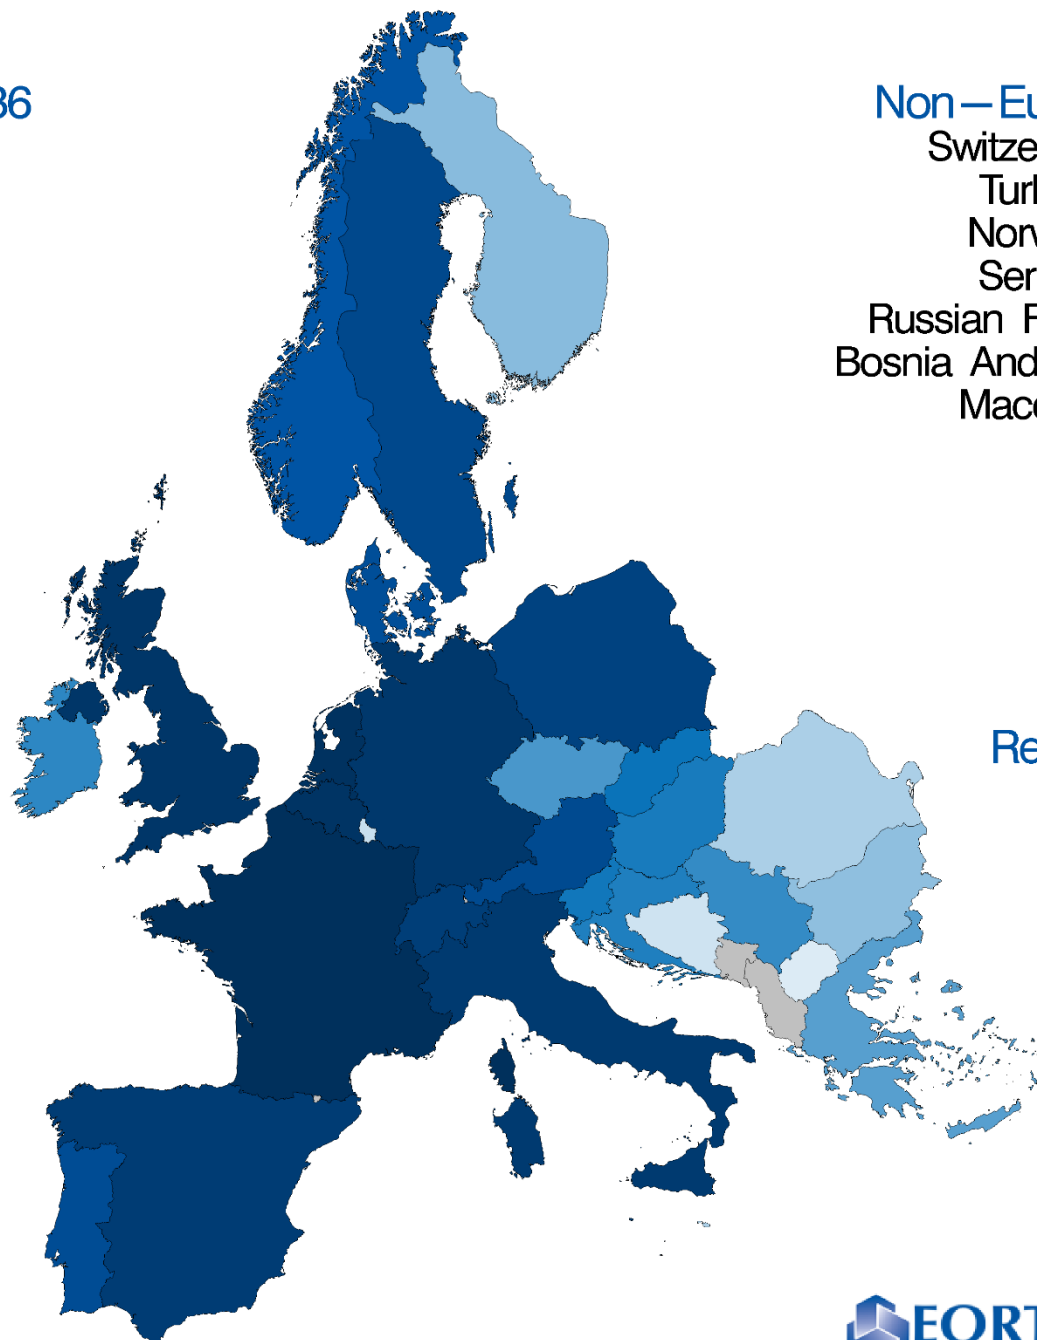 36
Non—Eu
Switze
Turk
Norw
Ser
Russian F
Bosnia And
Mace
Re
EORT